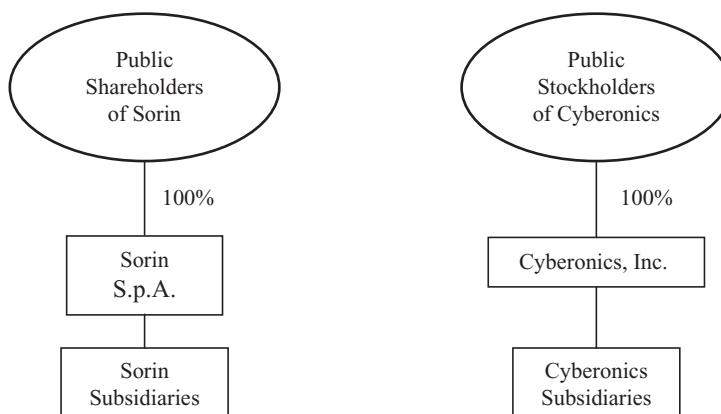 Public
Shareholders
of Sorin
100%
Sorin
S.p.A.
Sorin
Subsidiaries
Public
Stockholders
of Cyberonics
100%
Cyberonics, Inc.
Cyberonics
Subsidiaries